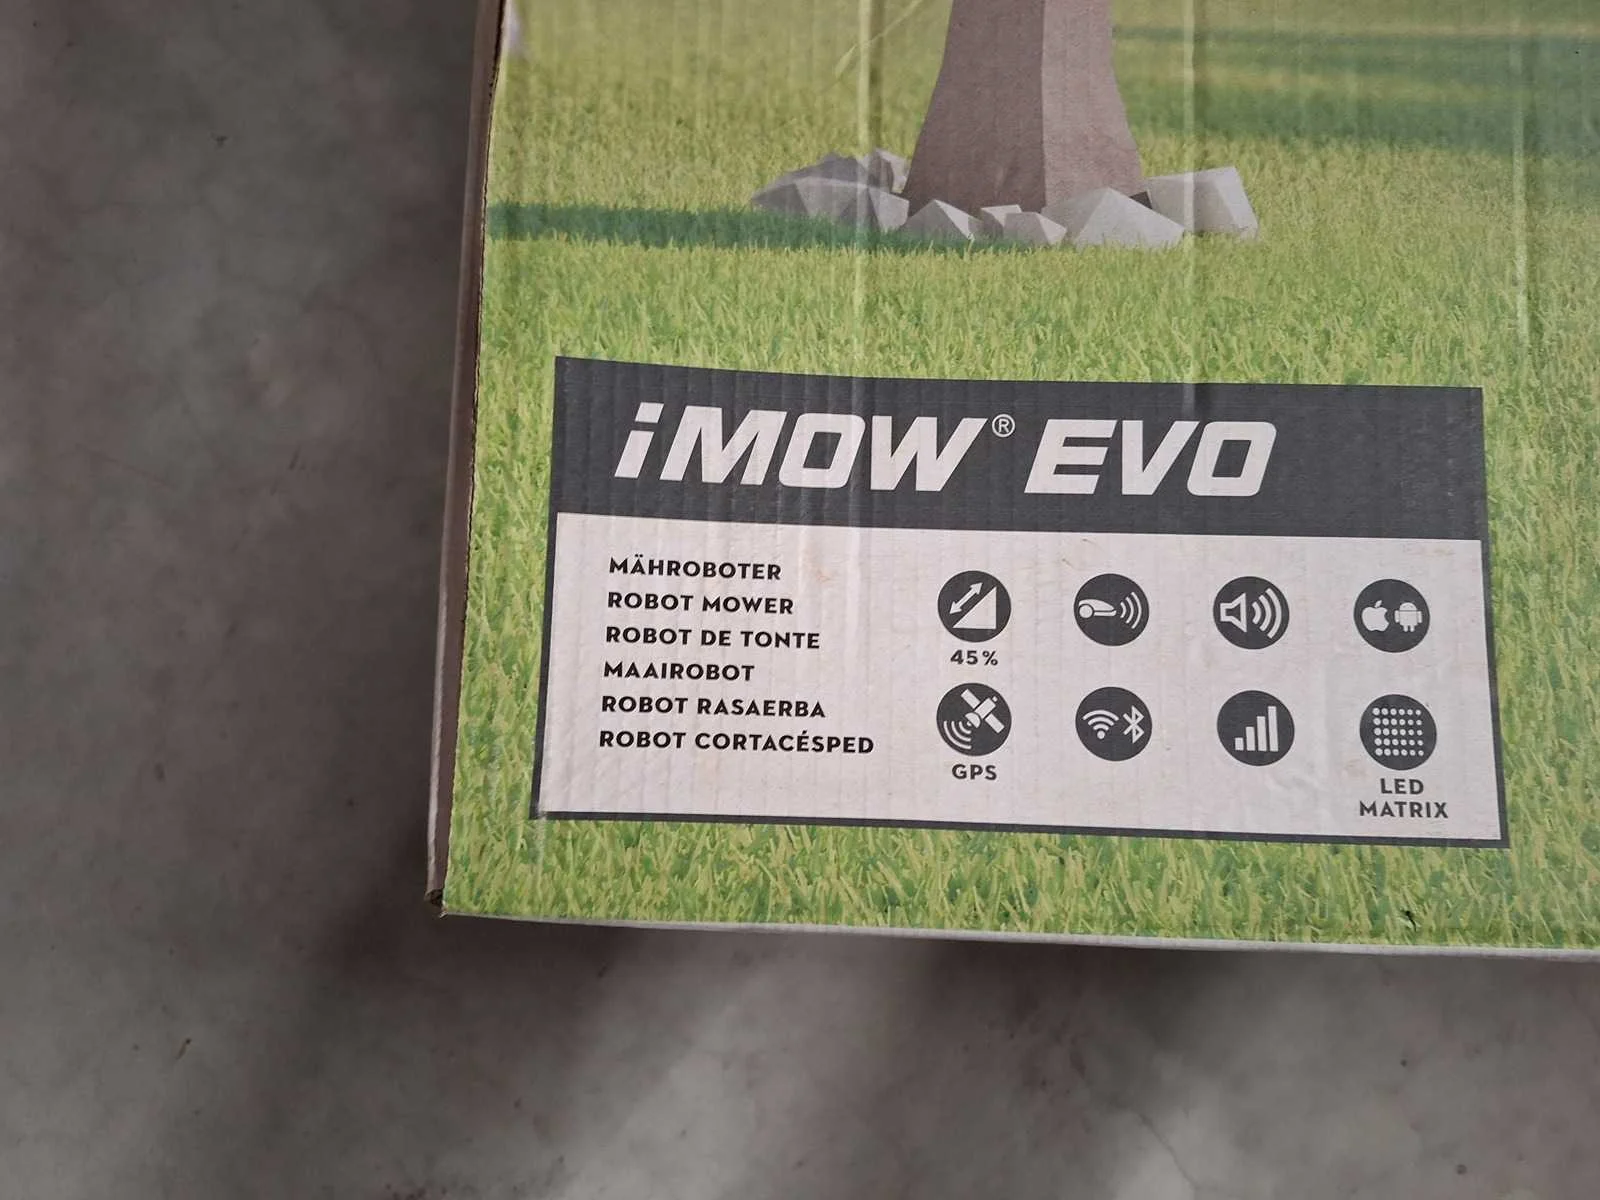 iMOW® EVO
MÄHROBOTER
ROBOT MOWER
ROBOT DE TONTE
MAAIROBOT
ROBOT RASAERBA
ROBOT CORTACÉSPED
45%
GPS
LED
MATRIX